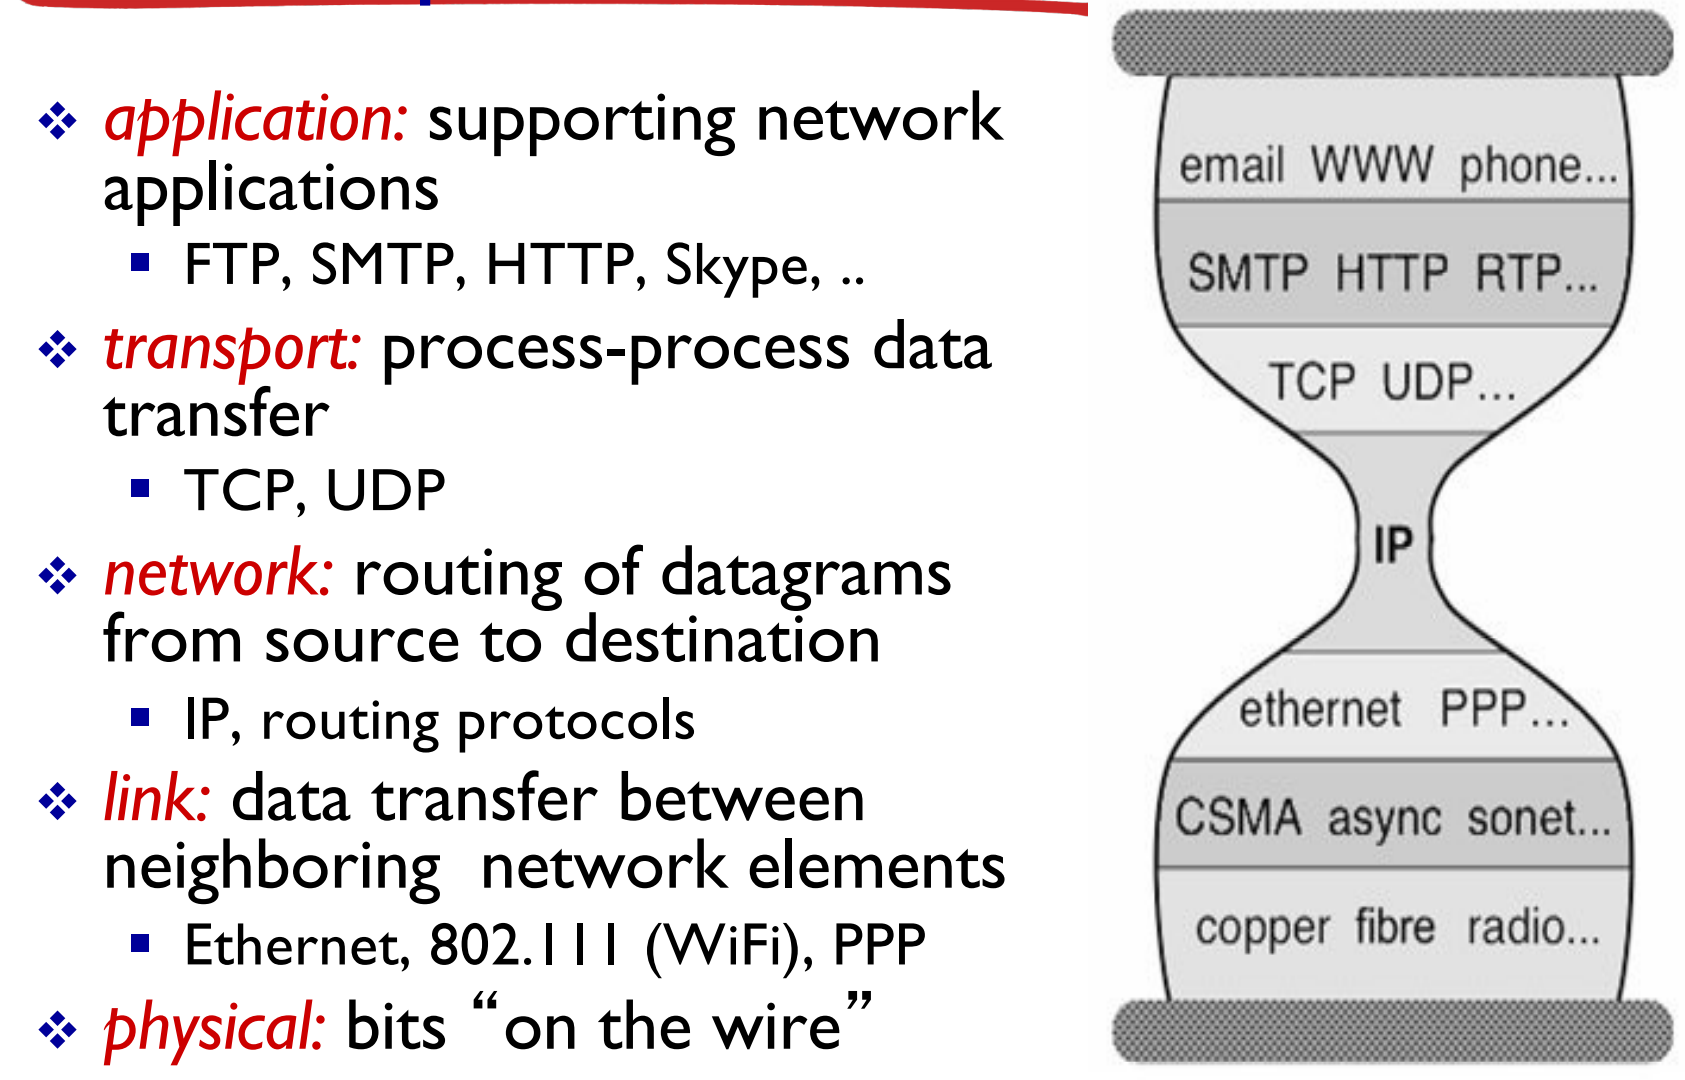 ❖ application: supporting network
applications
▪ FTP, SMTP, HTTP, Skype, ..
❖ transport: process-process data
transfer
▪ TCP, UDP
❖ network: routing of datagrams
from source to destination
▪ IP, routing protocols
❖ link: data transfer between
neighboring network elements
▪ Ethernet, 802.111 (WiFi), PPP
❖ physical: bits “on the wire”
email WWW phone...
SMTP HTTP RTP...
TCP UDP...
IP
ethernet PPP...
CSMA async sonet...
copper fibre radio...